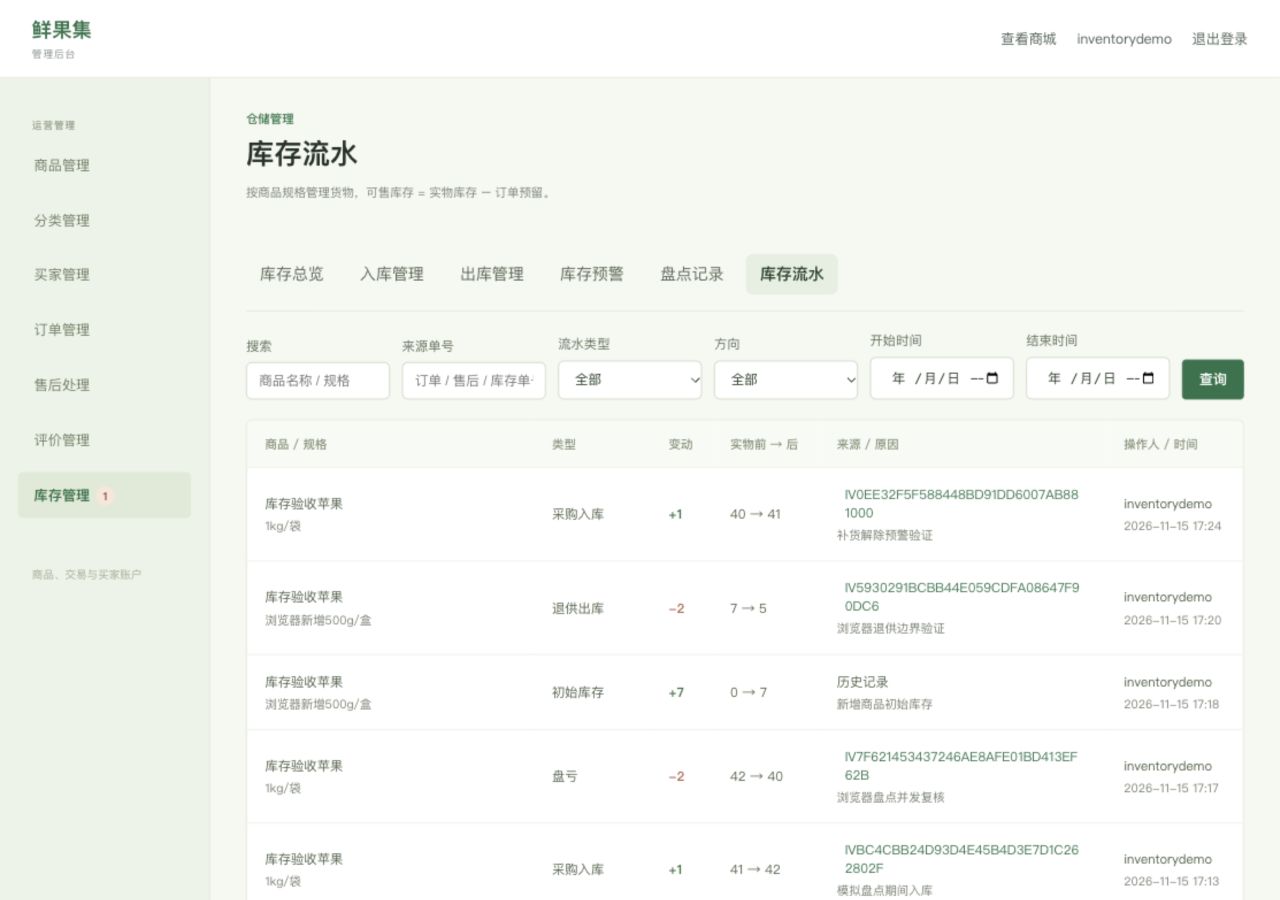 鲜果集
管理后台
查看商城 inventorydemo 退出登录
运营管理
商品管理
分类管理
买家管理
订单管理
售后处理
评价管理
库存管理 1
商品、交易与买家账户
仓储管理
库存流水
按商品规格管理货物，可售库存 = 实物库存 − 订单预留。
库存总览 入库管理 出库管理 库存预警 盘点记录 库存流水
搜索 来源单号 流水类型 方向 开始时间 结束时间
商品名称 / 规格 订单 / 售后 / 库存单 全部 全部 年 /月/日 --- 年 /月/日 --- 查询
商品 / 规格 类型 变动 实物前 → 后 来源 / 原因 操作人 / 时间
库存验收苹果
1kg/袋
采购入库 +1 40 → 41
IV0EE32F5F588448BD91DD6007AB88
1000
补货解除预警验证
inventorydemo
2026-11-15 17:24
库存验收苹果
浏览器新增500g/盒
退供出库 −2 7 → 5
IV5930291BCBB44E059CDFA08647F9
0DC6
浏览器退供边界验证
inventorydemo
2026-11-15 17:20
库存验收苹果
浏览器新增500g/盒
初始库存 +7 0 → 7
历史记录
新增商品初始库存
inventorydemo
2026-11-15 17:18
库存验收苹果
1kg/袋
盘亏 −2 42 → 40
IV7F621453437246AE8AFE01BD413EF
62B
浏览器盘点并发复核
inventorydemo
2026-11-15 17:17
库存验收苹果
1kg/袋
采购入库 +1 41 → 42
IVBC4CBB24D93D4E45B4D3E7D1C26
2802F
模拟盘点期间入库
inventorydemo
2026-11-15 17:13